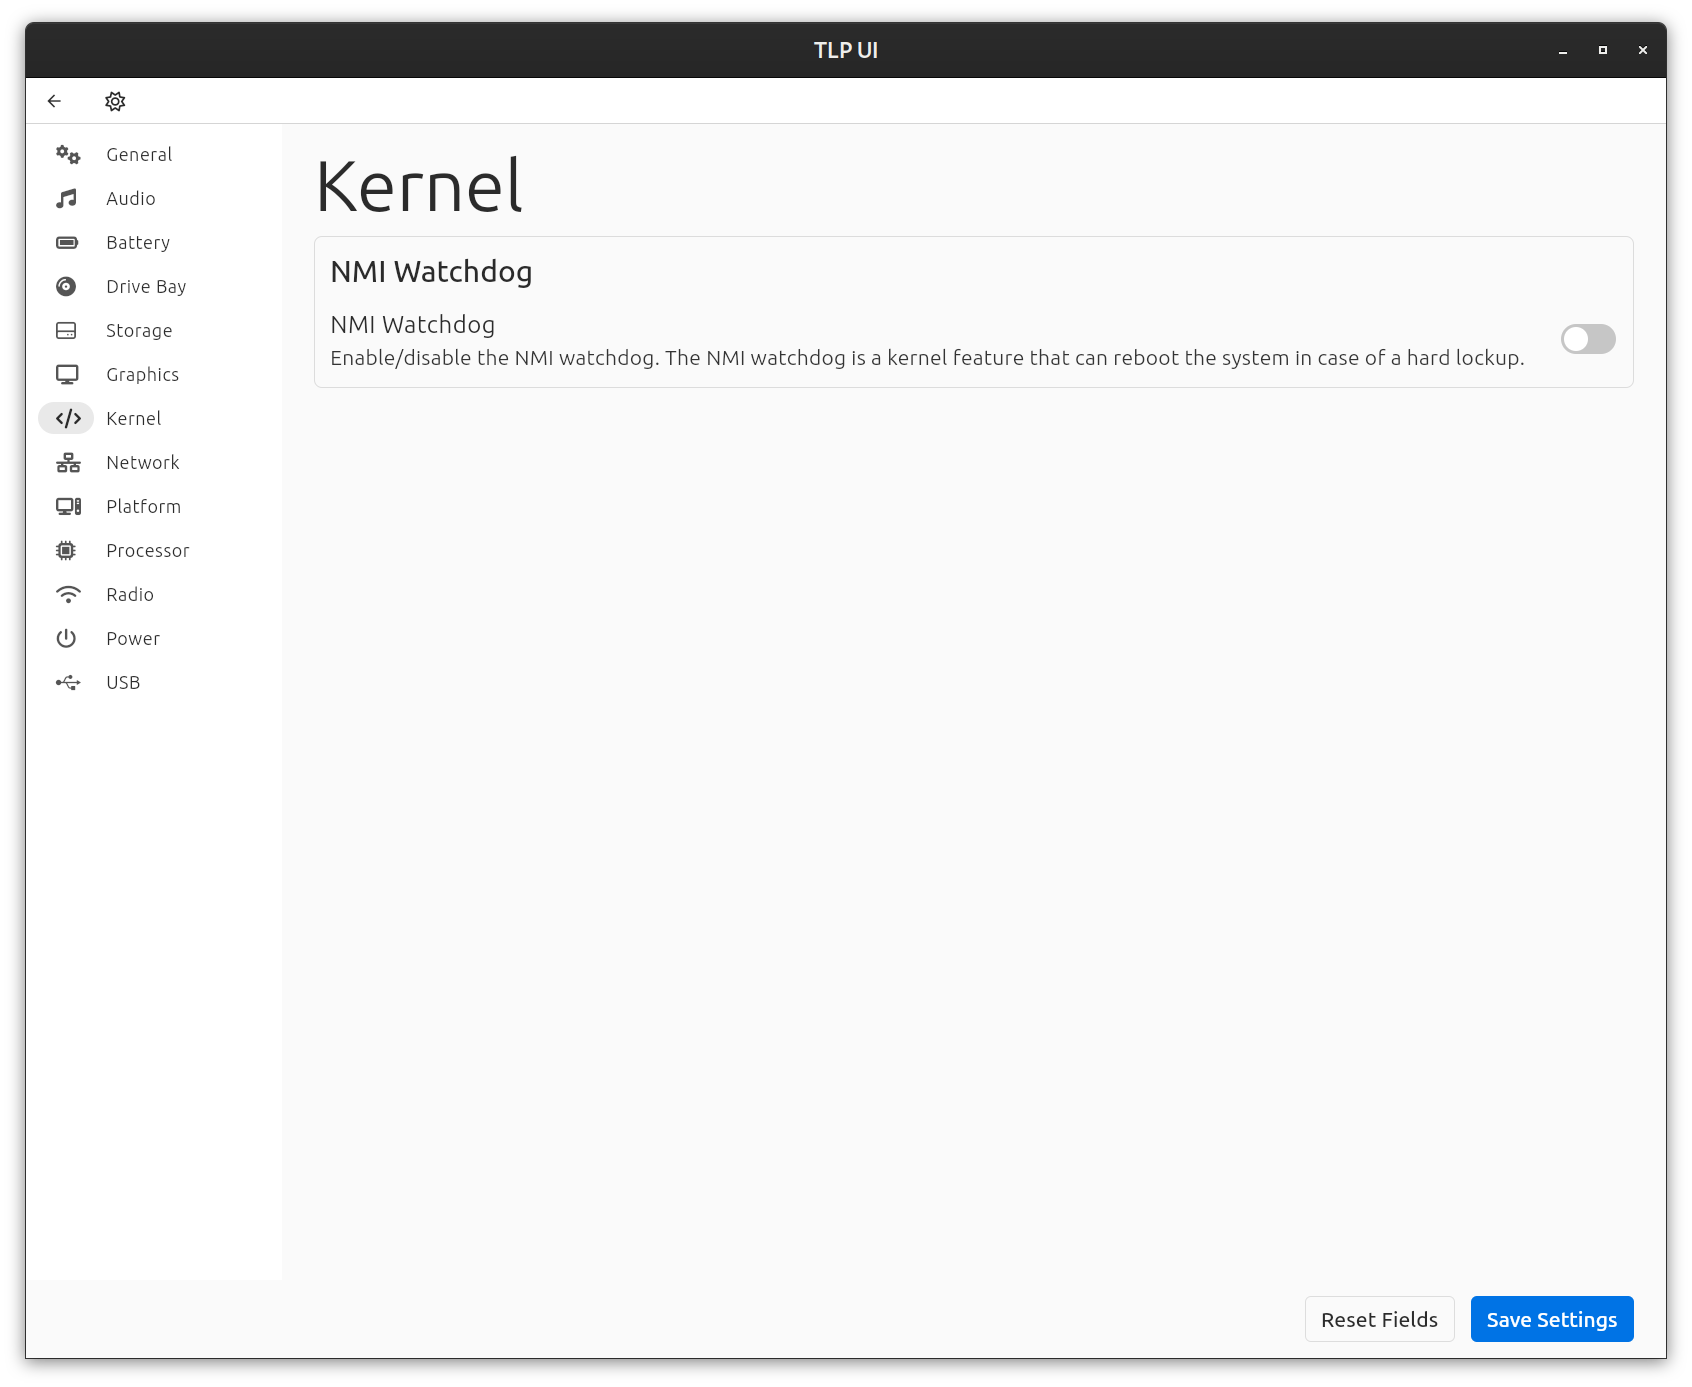 TLP UI
General
Audio
Battery
Drive Bay
Storage
Graphics
Kernel
Network
Platform
Processor
Radio
Power
USB
Kernel
NMI Watchdog
NMI Watchdog
Enable/disable the NMI watchdog. The NMI watchdog is a kernel feature that can reboot the system in case of a hard lockup.
Reset Fields
Save Settings